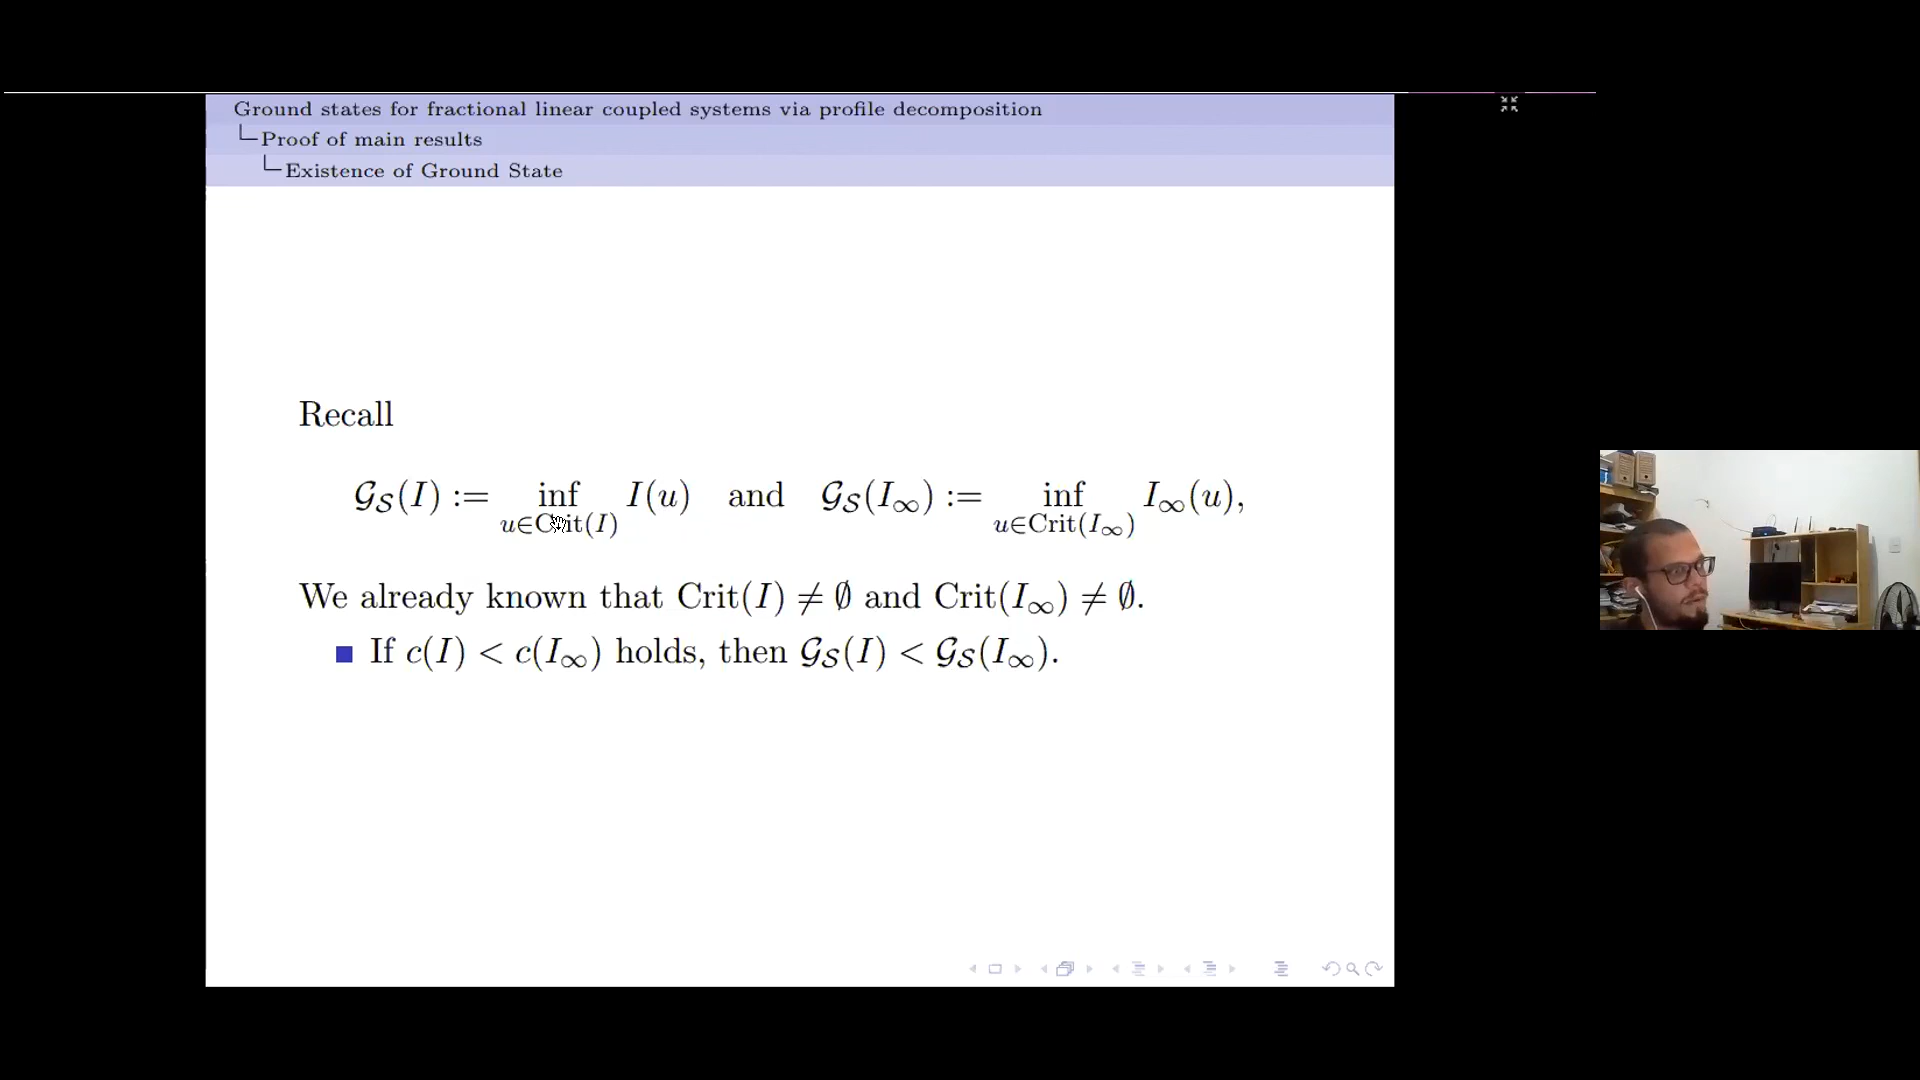 Ground states for fractional linear coupled systems via profile decomposition
Proof of main results
Existence of Ground State
Recall
𝒢_𝒮(I) := inf_{u∈Crit(I)} I(u) and 𝒢_𝒮(I_∞) := inf_{u∈Crit(I_∞)} I_∞(u),
We already known that Crit(I) ≠ ∅ and Crit(I_∞) ≠ ∅.
If c(I) < c(I_∞) holds, then 𝒢_𝒮(I) < 𝒢_𝒮(I_∞).